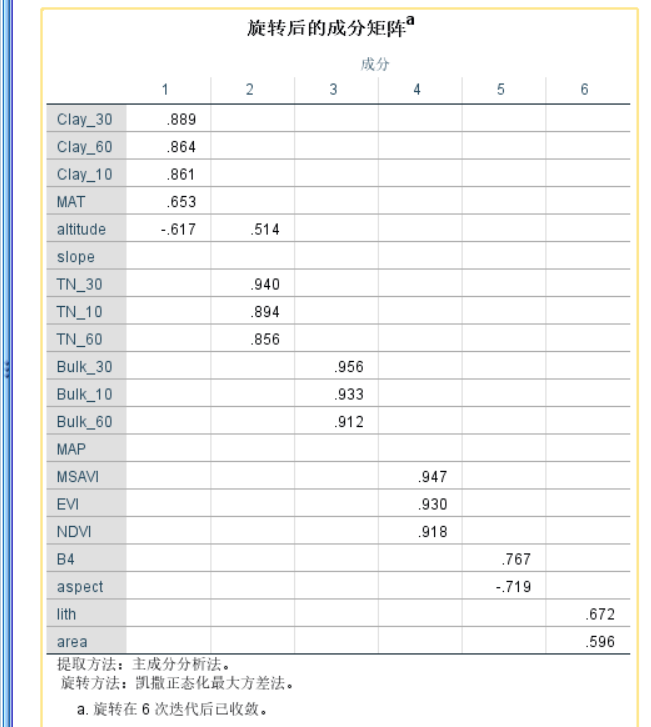 旋转后的成分矩阵a
成分
1 2 3 4 5 6
Clay_30 .889
Clay_60 .864
Clay_10 .861
MAT .653
altitude -.617 .514
slope
TN_30 .940
TN_10 .894
TN_60 .856
Bulk_30 .956
Bulk_10 .933
Bulk_60 .912
MAP
MSAVI .947
EVI .930
NDVI .918
B4 .767
aspect -.719
lith .672
area .596
提取方法：主成分分析法。
旋转方法：凯撒正态化最大方差法。
a. 旋转在 6 次迭代后已收敛。